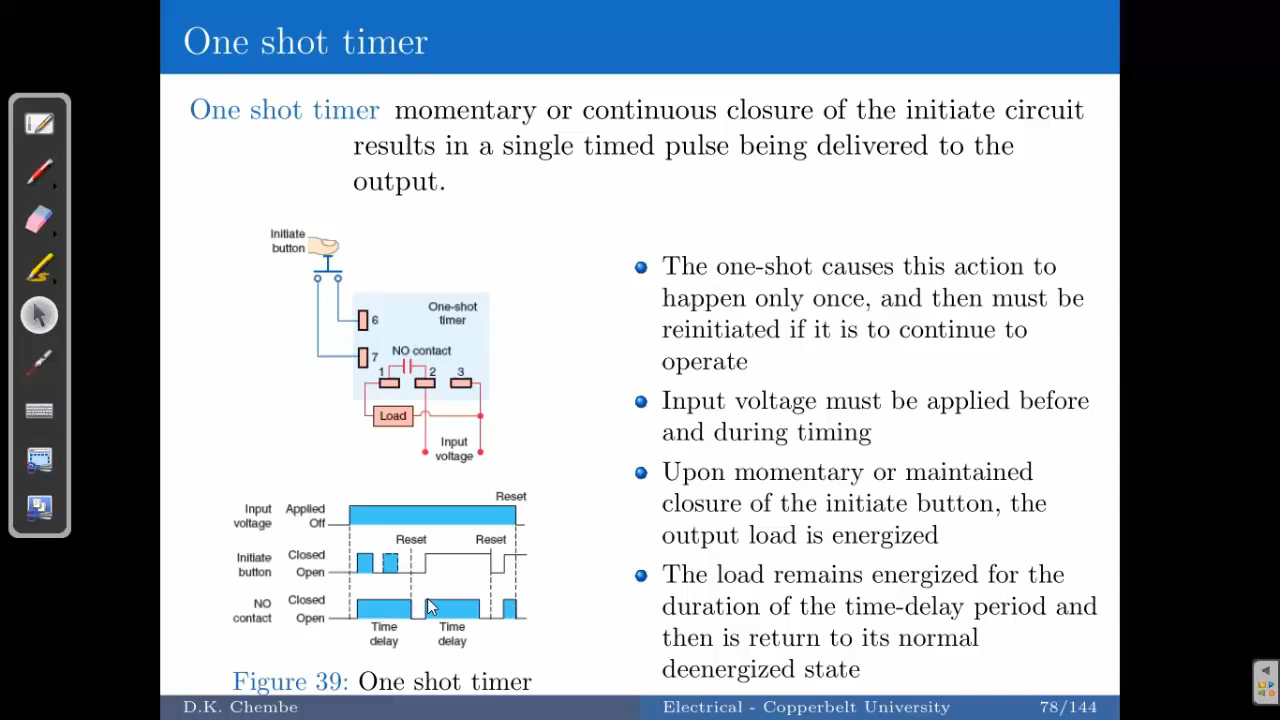 One shot timer
One shot timer momentary or continuous closure of the initiate circuit
results in a single timed pulse being delivered to the
output.
Initiate
button
One-shot
timer
6
7
NO contact
1 2 3
Load
Input
voltage
Reset
Input voltage Applied Off
Reset Reset
Initiate button Closed Open
NO contact Closed Open
Time delay Time delay
Figure 39: One shot timer
The one-shot causes this action to
happen only once, and then must be
reinitiated if it is to continue to
operate
Input voltage must be applied before
and during timing
Upon momentary or maintained
closure of the initiate button, the
output load is energized
The load remains energized for the
duration of the time-delay period and
then is return to its normal
deenergized state
D.K. Chembe Electrical - Copperbelt University 78/144